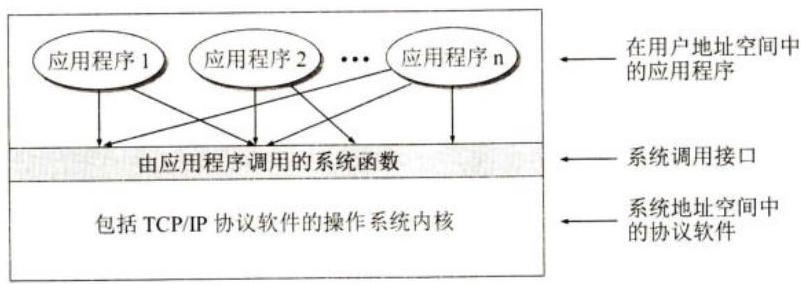 应用程序 1
应用程序 2
•••
应用程序 n
在用户地址空间中
的应用程序
由应用程序调用的系统函数
系统调用接口
包括 TCP/IP 协议软件的操作系统内核
系统地址空间中
的协议软件